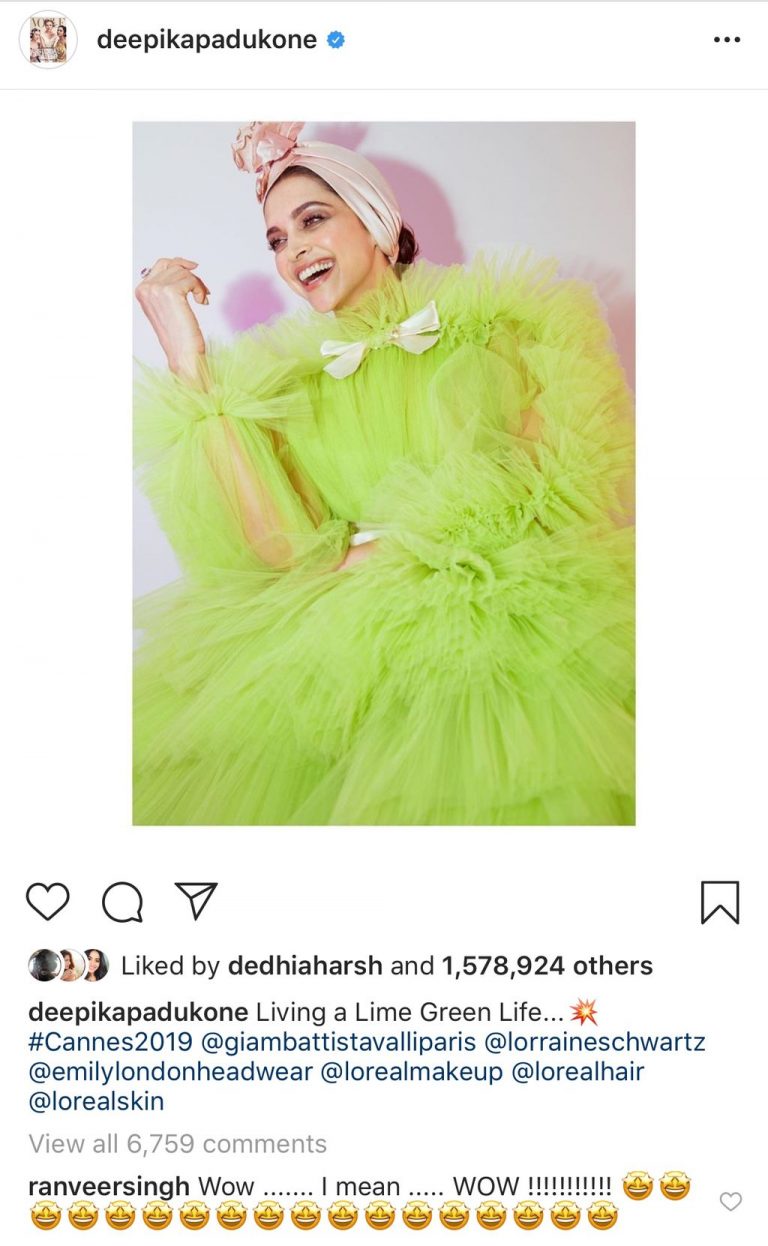 VOGUE
deepikapadukone
Liked by dedhiaharsh and 1,578,924 others
deepikapadukone Living a Lime Green Life...💥
#Cannes2019 @giambattistavalliparis @lorraineschwartz
@emilylondonheadwear @lorealmakeup @lorealhair
@lorealskin
View all 6,759 comments
ranveersingh Wow ....... I mean ..... WOW !!!!!!!!!!! 🤩🤩
🤩🤩🤩🤩🤩🤩🤩🤩🤩🤩🤩🤩🤩🤩🤩🤩